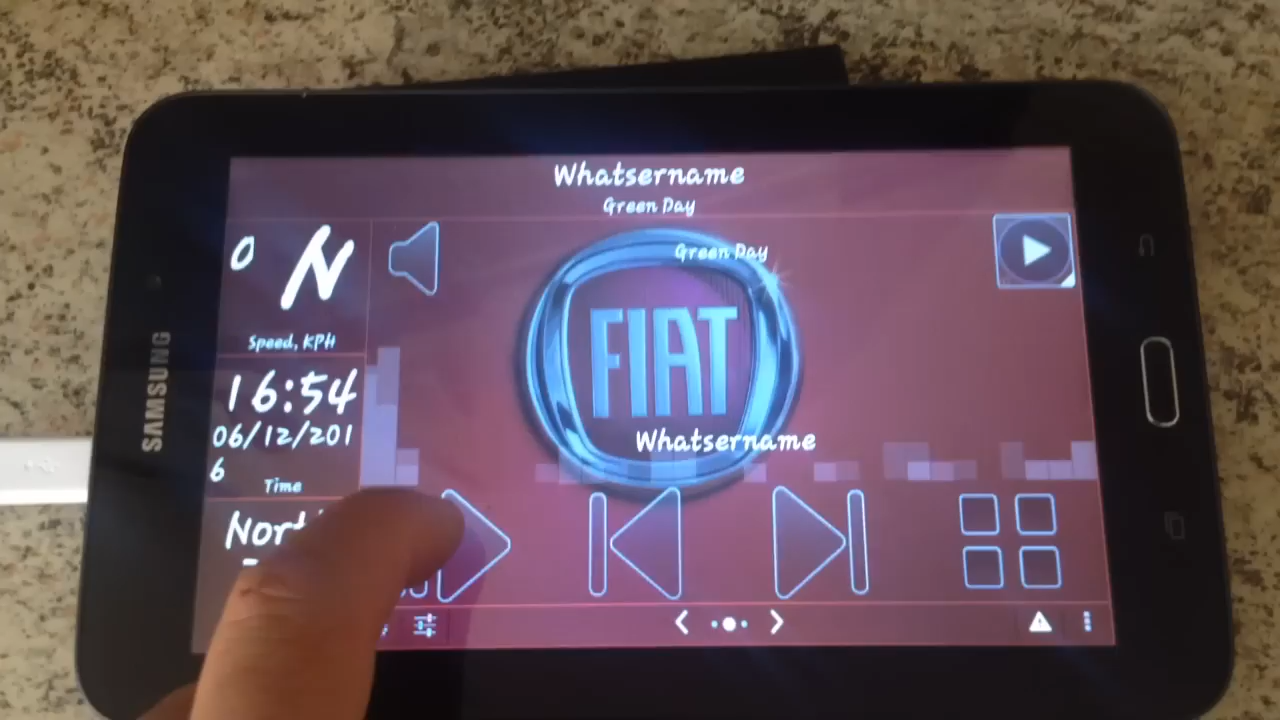 Whatsername
Green Day
0 N
Speed, KPH
Green Day
FIAT
16:54
06/12/201
6
Time
Whatsername
SAMSUNG